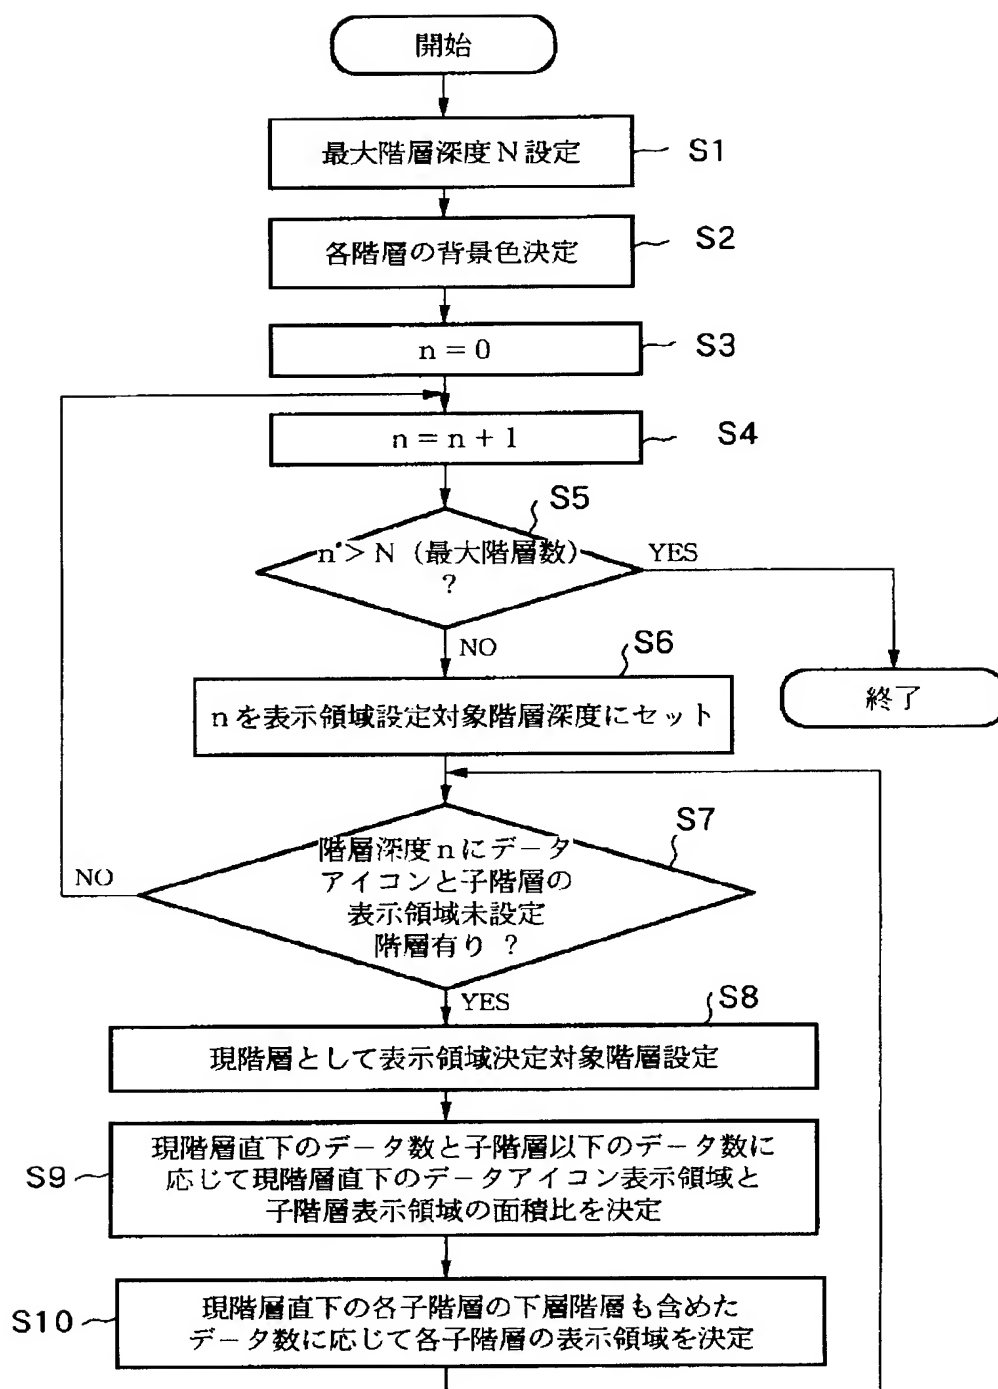 開始
最大階層深度N設定
S1
各階層の背景色決定
S2
n = 0
S3
n = n + 1
S4
S5
n > N (最大階層数)
?
YES
NO
S6
終了
nを表示領域設定対象階層深度にセット
S7
階層深度nにデータ
アイコンと子階層の
表示領域未設定
階層有り ?
NO
YES
S8
現階層として表示領域決定対象階層設定
S9
現階層直下のデータ数と子階層以下のデータ数に
応じて現階層直下のデータアイコン表示領域と
子階層表示領域の面積比を決定
S10
現階層直下の各子階層の下層階層も含めた
データ数に応じて各子階層の表示領域を決定